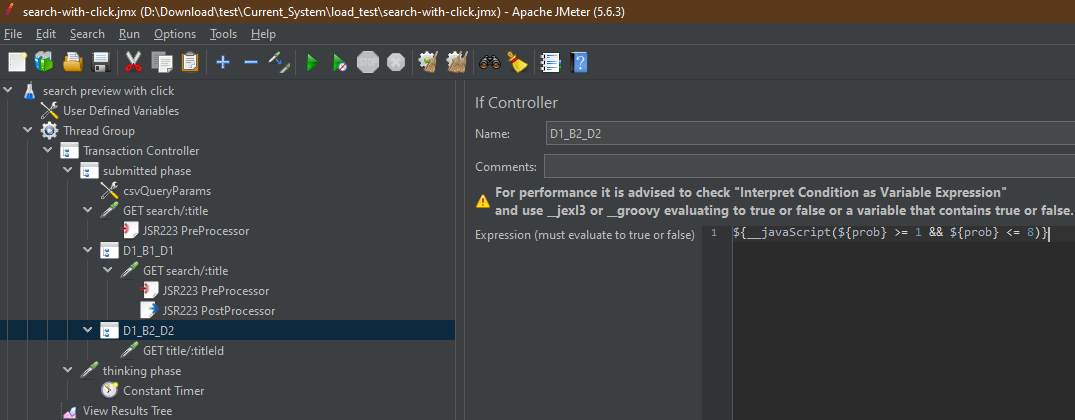 search-with-click.jmx (D:\Download\test\Current_System\load_test\search-with-click.jmx) - Apache JMeter (5.6.3)
File Edit Search Run Options Tools Help
search preview with click
User Defined Variables
Thread Group
Transaction Controller
submitted phase
csvQueryParams
GET search/:title
JSR223 PreProcessor
D1_B1_D1
GET search/:title
JSR223 PreProcessor
JSR223 PostProcessor
D1_B2_D2
GET title/:titleId
thinking phase
Constant Timer
View Results Tree
If Controller
Name: D1_B2_D2
Comments:
For performance it is advised to check "Interpret Condition as Variable Expression"
and use __jexl3 or __groovy evaluating to true or false or a variable that contains true or false.
Expression (must evaluate to true or false) 1 ${__javaScript(${prob} >= 1 && ${prob} <= 8)}